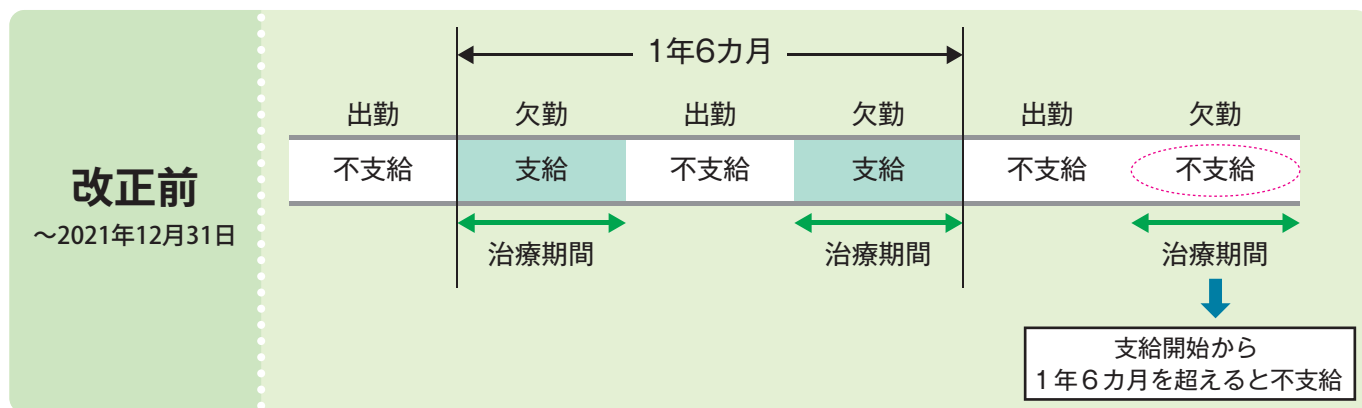 改正前
～2021年12月31日
1年6カ月
出勤 欠勤 出勤 欠勤 出勤 欠勤
不支給 支給 不支給 支給 不支給 不支給
治療期間 治療期間 治療期間
支給開始から
1年6カ月を超えると不支給